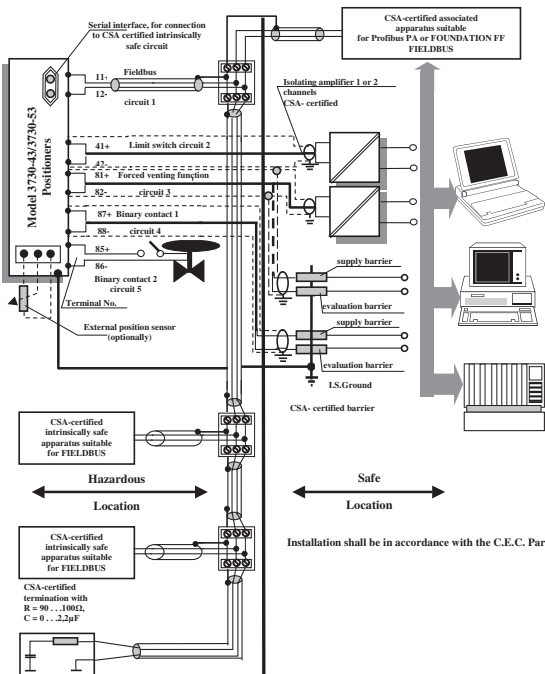 Serial interface, for connection
to CSA certified intrinsically
safe circuit
CSA-certified associated
apparatus suitable
for Profibus PA or FOUNDATION FF
FIELDBUS
Model 3730-43/3730-53
Positioners
11+
Fieldbus
12-
circuit 1
Isolating amplifier 1 or 2
channels
CSA- certified
41+
Limit switch circuit 2
42-
81+
Forced venting function
82-
circuit 3
87+
Binary contact 1
88-
circuit 4
85+
86-
Binary contact 2
circuit 5
Terminal No.
External position sensor
(optionally)
supply barrier
evaluation barrier
supply barrier
evaluation barrier
I.S.Ground
CSA- certified barrier
CSA-certified
intrinsically safe
apparatus suitable
for FIELDBUS
Hazardous
Location
Safe
Location
CSA-certified
intrinsically safe
apparatus suitable
for FIELDBUS
Installation shall be in accordance with the C.E.C. Par
CSA-certified
termination with
R = 90 . . .100Ω,
C = 0 . . .2,2µF